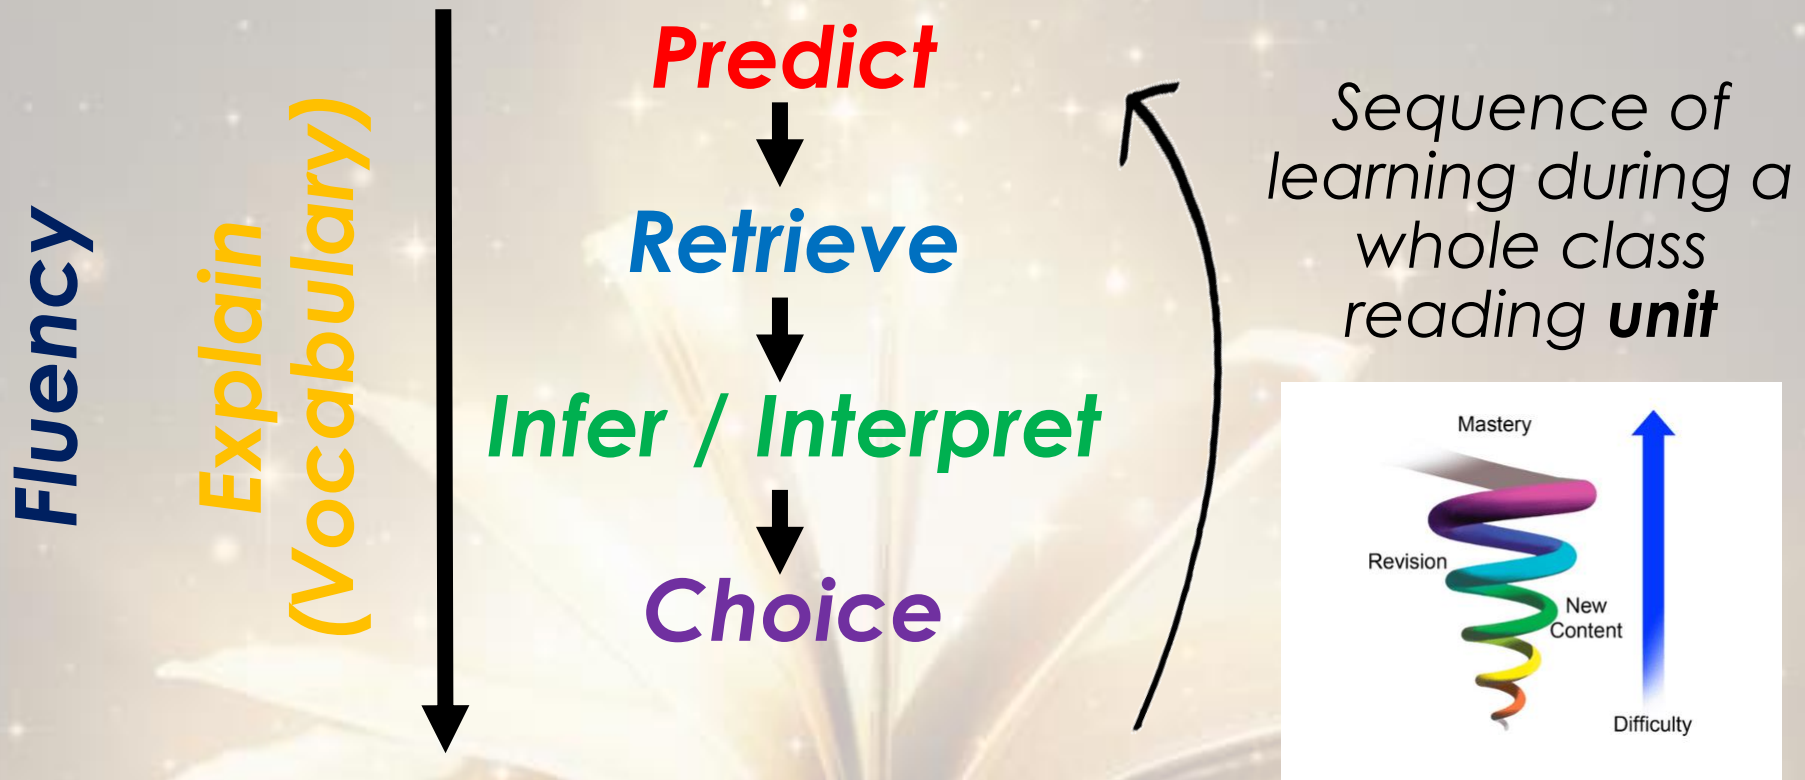 Fluency
Explain
(Vocabulary)
Predict
Retrieve
Infer / Interpret
Choice
Sequence of
learning during a
whole class
reading unit
Mastery
Revision
New
Content
Difficulty